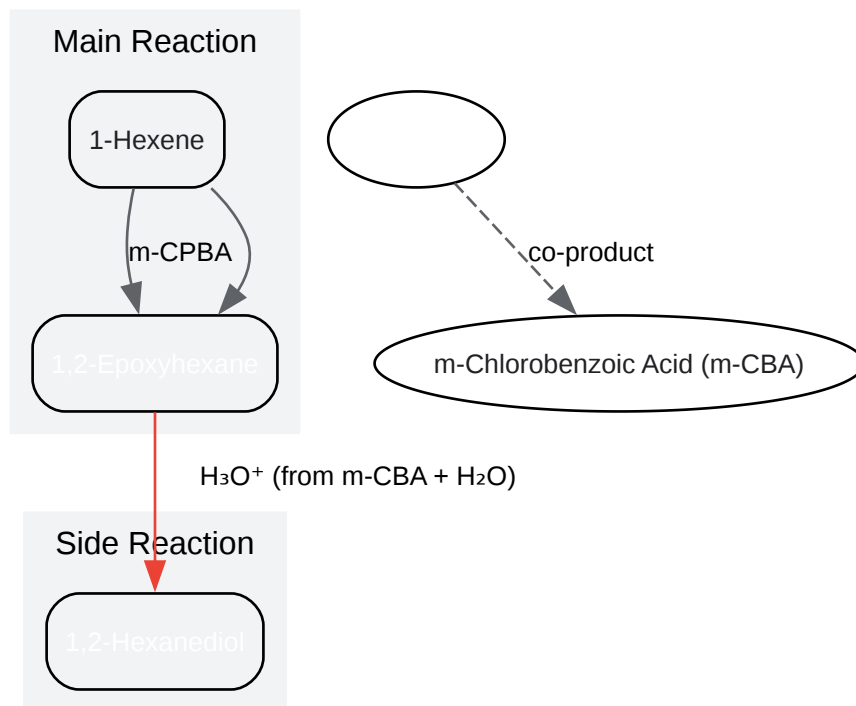 Main Reaction
1-Hexene
m-CPBA
co-product
1,2-Epoxyhexane
m-Chlorobenzoic Acid (m-CBA)
H₃O⁺ (from m-CBA + H₂O)
Side Reaction
1,2-Hexanediol